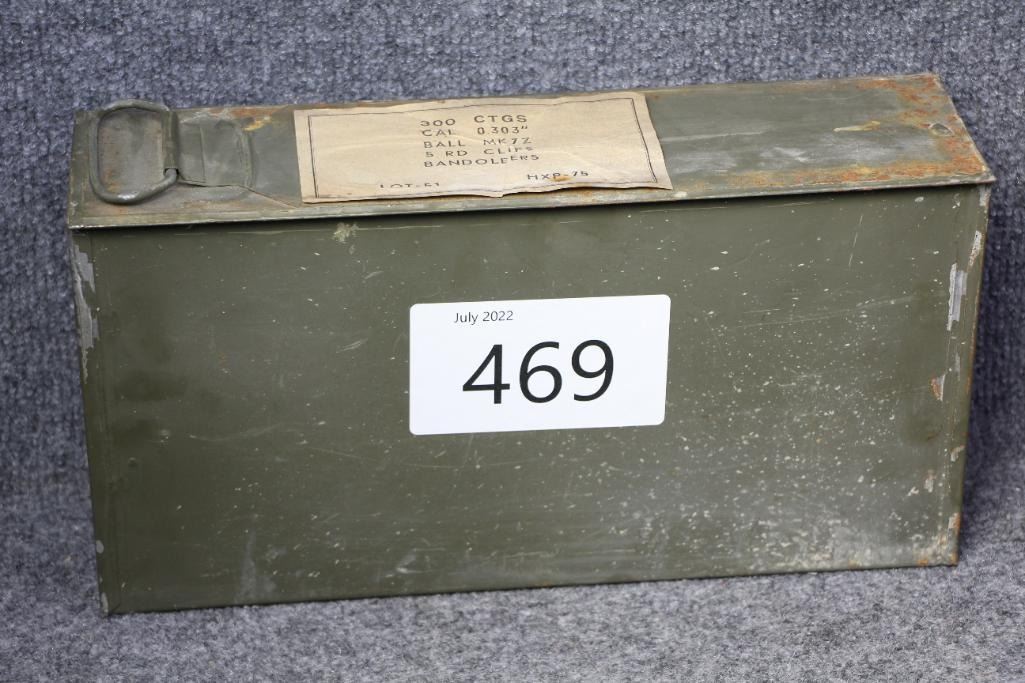 300 CTGS
CAL 0.303"
BALL MK7Z
5 RD CLIPS
BANDOLEERS
LOT-51 HXP-75
July 2022
469